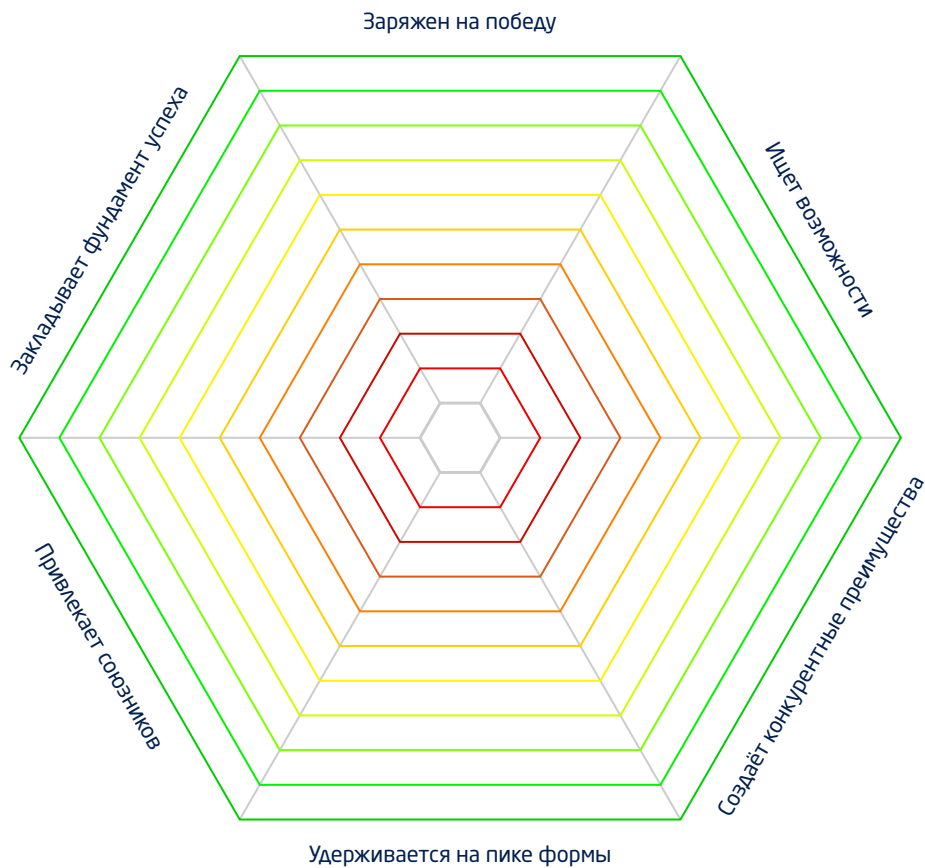 Заряжен на победу
Ищет возможности
Создаёт конкурентные преимущества
Удерживается на пике формы
Привлекает союзников
Закладывает фундамент успеха